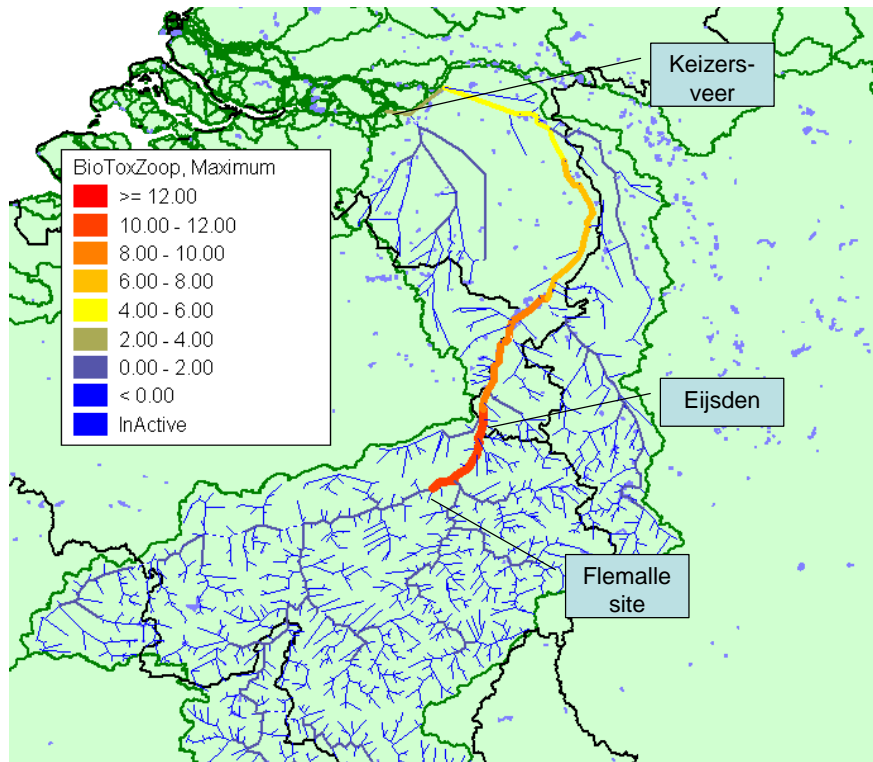 Keizers-
veer
BioToxZoop, Maximum
>= 12.00
10.00 - 12.00
8.00 - 10.00
6.00 - 8.00
4.00 - 6.00
2.00 - 4.00
0.00 - 2.00
< 0.00
InActive
Eijsden
Flemalle
site